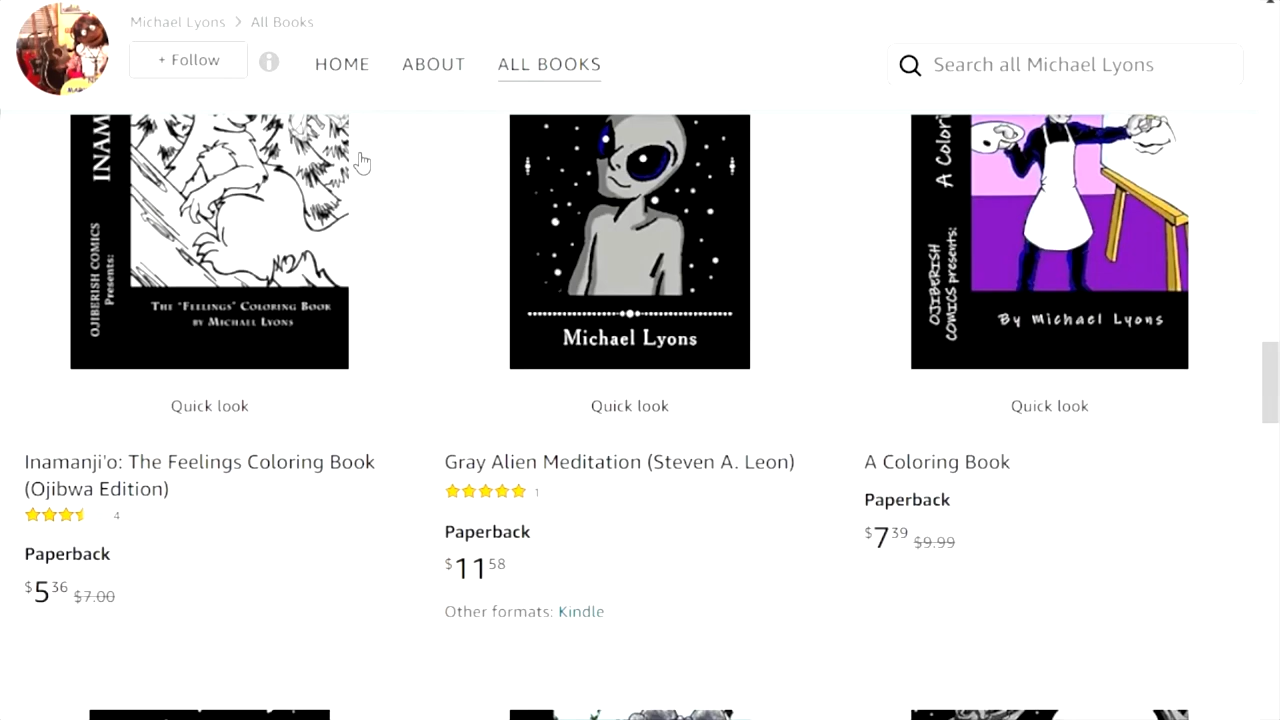 Michael Lyons > All Books
+ Follow
HOME
ABOUT
ALL BOOKS
Search all Michael Lyons
INAM
OJIBERISH COMICS
Presents:
THE "FEELINGS" COLORING BOOK
BY MICHAEL LYONS
Michael Lyons
A Colori
OJIBERISH
COMICS presents:
By Michael Lyons
Quick look
Quick look
Quick look
Inamanji'o: The Feelings Coloring Book
(Ojibwa Edition)
4
Paperback
$5 36 $7.00
Gray Alien Meditation (Steven A. Leon)
1
Paperback
$11 58
Other formats: Kindle
A Coloring Book
Paperback
$7 39 $9.99